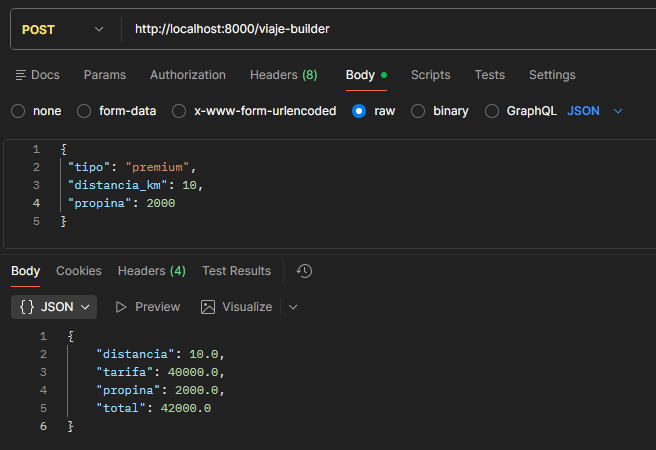 POST http://localhost:8000/viaje-builder
Docs Params Authorization Headers (8) Body Scripts Tests Settings
none form-data x-www-form-urlencoded raw binary GraphQL JSON
1 {
2 "tipo": "premium",
3 "distancia_km": 10,
4 "propina": 2000
5 }
Body Cookies Headers (4) Test Results
{} JSON Preview Visualize
1 {
2 "distancia": 10.0,
3 "tarifa": 40000.0,
4 "propina": 2000.0,
5 "total": 42000.0
6 }